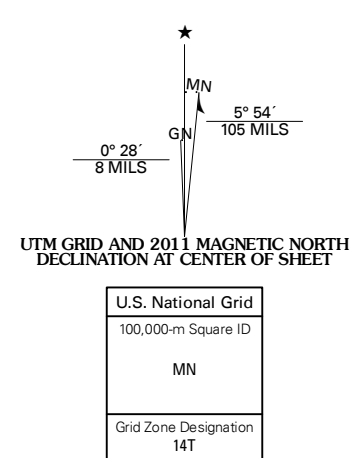 ★
MN
5° 54´
105 MILS
GN
0° 28´
8 MILS
UTM GRID AND 2011 MAGNETIC NORTH
DECLINATION AT CENTER OF SHEET
U.S. National Grid
100,000-m Square ID
MN
Grid Zone Designation
14T